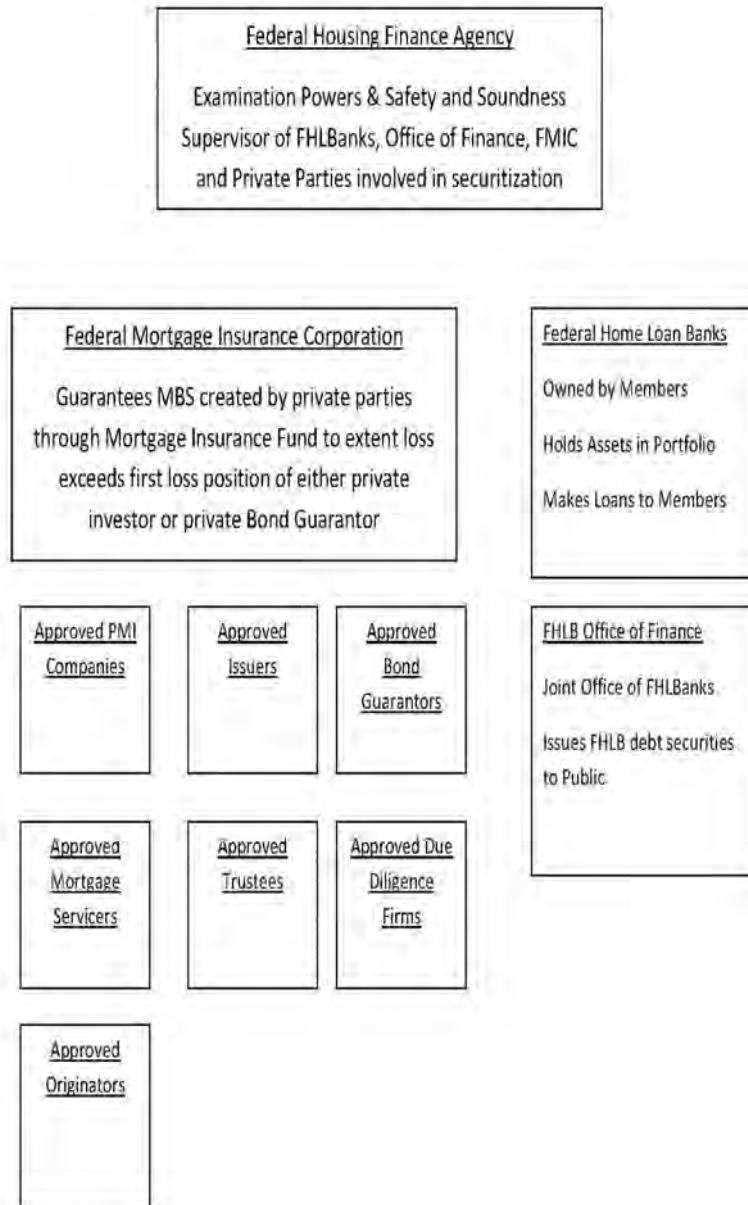 Federal Housing Finance Agency
Examination Powers & Safety and Soundness
Supervisor of FHLBanks, Office of Finance, FMIC
and Private Parties involved in securitization
Federal Mortgage Insurance Corporation
Guarantees MBS created by private parties
through Mortgage Insurance Fund to extent loss
exceeds first loss position of either private
investor or private Bond Guarantor
Federal Home Loan Banks
Owned by Members
Holds Assets in Portfolio
Makes Loans to Members
Approved PMI
Companies
Approved
Issuers
Approved
Bond
Guarantors
FHLB Office of Finance
Joint Office of FHLBanks
Issues FHLB debt securities
to Public
Approved
Mortgage
Servicers
Approved
Trustees
Approved Due
Diligence
Firms
Approved
Originators